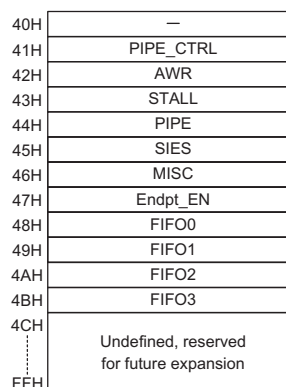 40H —
41H PIPE_CTRL
42H AWR
43H STALL
44H PIPE
45H SIES
46H MISC
47H Endpt_EN
48H FIFO0
49H FIFO1
4AH FIFO2
4BH FIFO3
4CH
Undefined, reserved
for future expansion
FFH